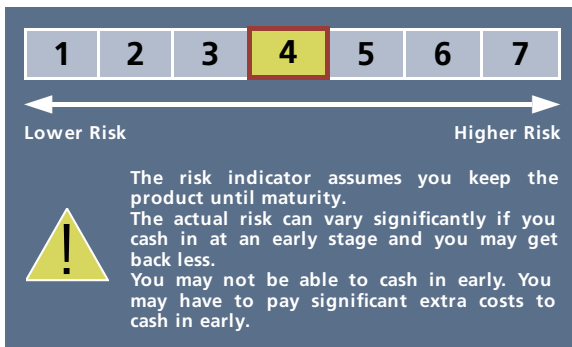 1 2 3 4 5 6 7
Lower Risk Higher Risk
The risk indicator assumes you keep the
product until maturity.
The actual risk can vary significantly if you
cash in at an early stage and you may get
back less.
You may not be able to cash in early. You
may have to pay significant extra costs to
cash in early.
!